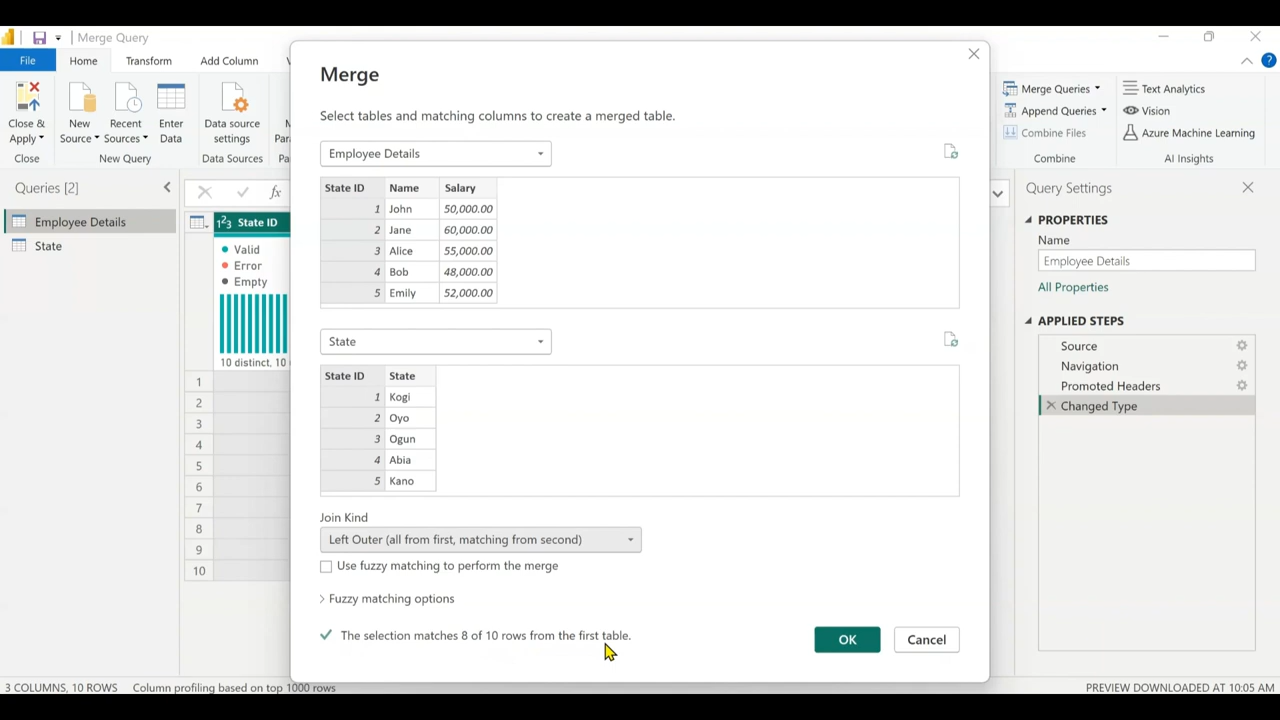 Merge Query
File Home Transform Add Column
Close & Apply
New Source
Recent Sources
Enter Data
Data source settings
Merge Queries
Append Queries
Combine Files
Text Analytics
Vision
Azure Machine Learning
Close
New Query
Data Sources
Combine
AI Insights
Queries [2]
Employee Details
State
fx
1²3 State ID
Valid
Error
Empty
10 distinct, 10
1
2
3
4
5
6
7
8
9
10
Merge
Select tables and matching columns to create a merged table.
Employee Details
State ID Name Salary
1 John 50,000.00
2 Jane 60,000.00
3 Alice 55,000.00
4 Bob 48,000.00
5 Emily 52,000.00
State
State ID State
1 Kogi
2 Oyo
3 Ogun
4 Abia
5 Kano
Join Kind
Left Outer (all from first, matching from second)
Use fuzzy matching to perform the merge
Fuzzy matching options
The selection matches 8 of 10 rows from the first table.
OK Cancel
Query Settings
PROPERTIES
Name
Employee Details
All Properties
APPLIED STEPS
Source
Navigation
Promoted Headers
Changed Type
3 COLUMNS, 10 ROWS Column profiling based on top 1000 rows
PREVIEW DOWNLOADED AT 10:05 AM